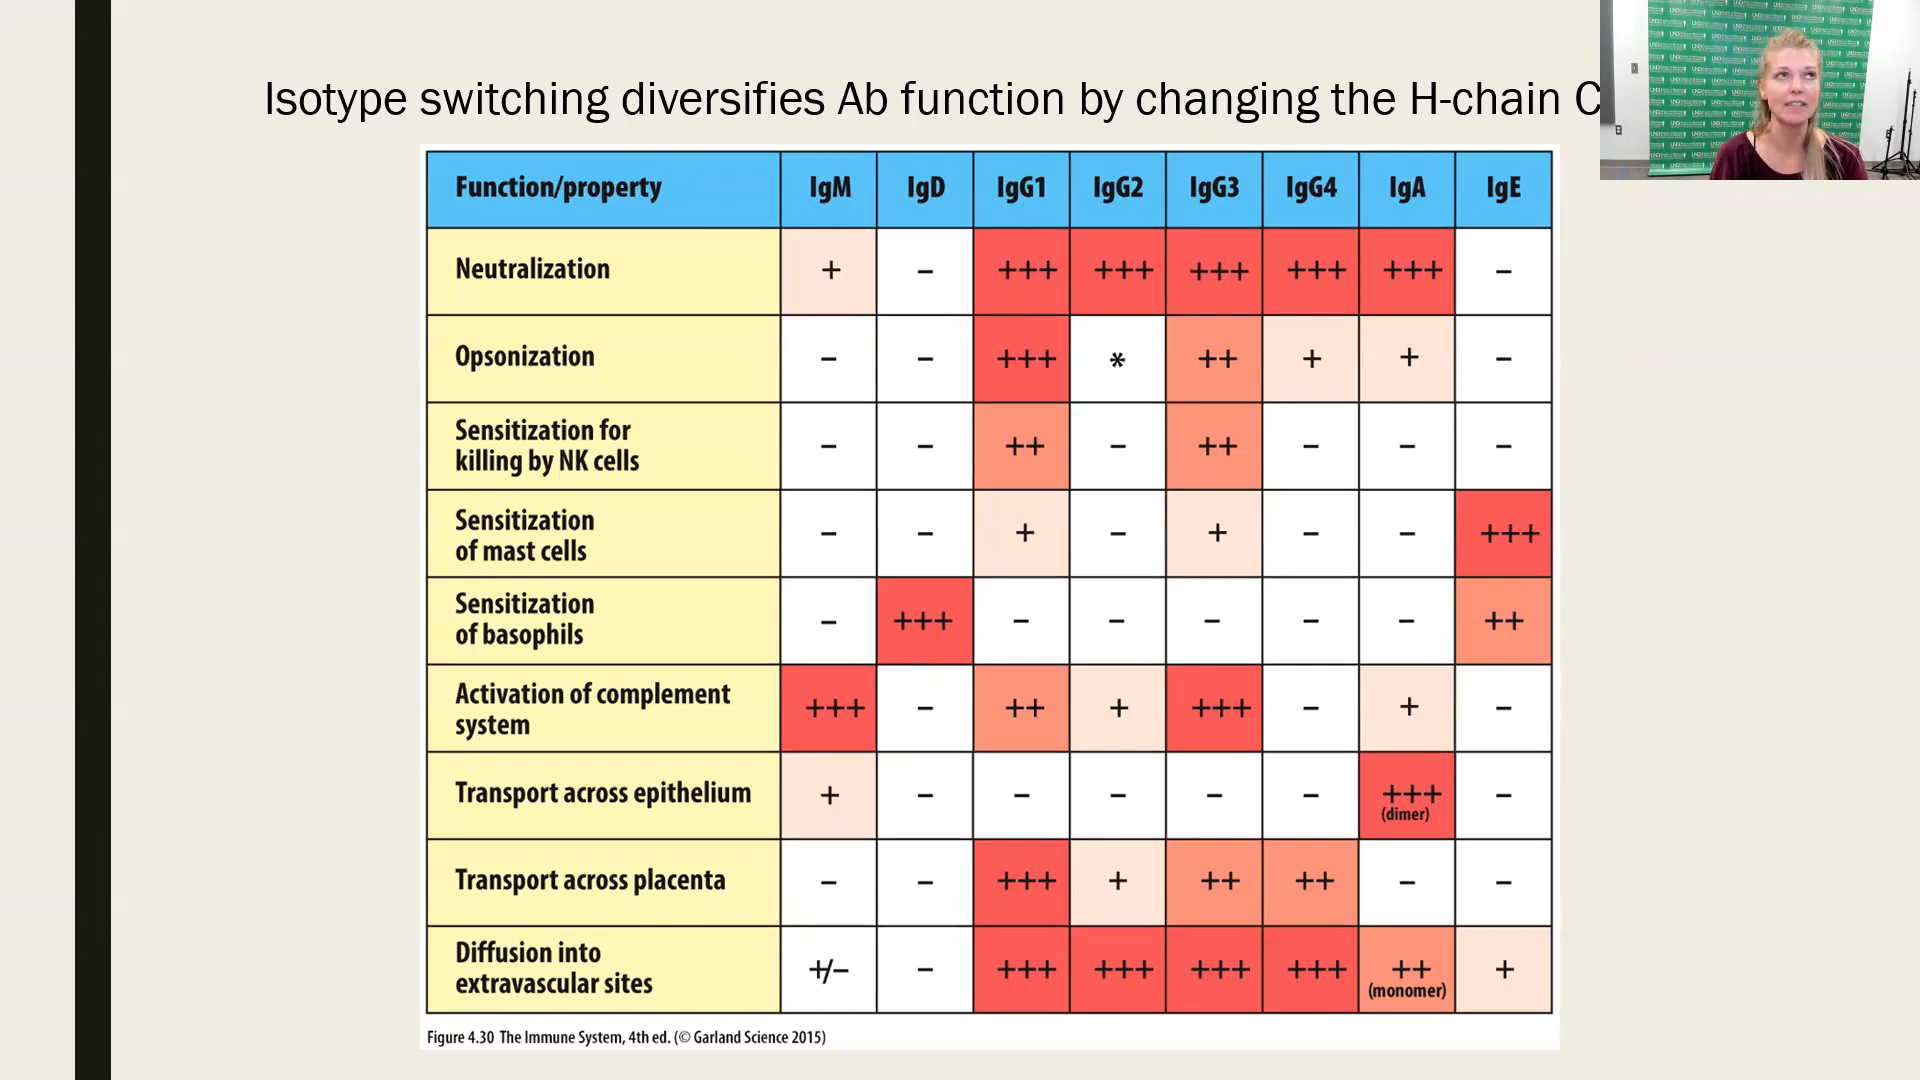 Isotype switching diversifies Ab function by changing the H-chain C
Function/property IgM IgD IgG1 IgG2 IgG3 IgG4 IgA IgE
Neutralization + – +++ +++ +++ +++ +++ –
Opsonization – – +++ * ++ + + –
Sensitization for
killing by NK cells – – ++ – ++ – – –
Sensitization
of mast cells – – + – + – – +++
Sensitization
of basophils – +++ – – – – – ++
Activation of complement
system +++ – ++ + +++ – + –
Transport across epithelium + – – – – – +++ –
(dimer)
Transport across placenta – – +++ + ++ ++ – –
Diffusion into
extravascular sites +/– – +++ +++ +++ +++ ++ +
(monomer)
Figure 4.30 The Immune System, 4th ed. (© Garland Science 2015)